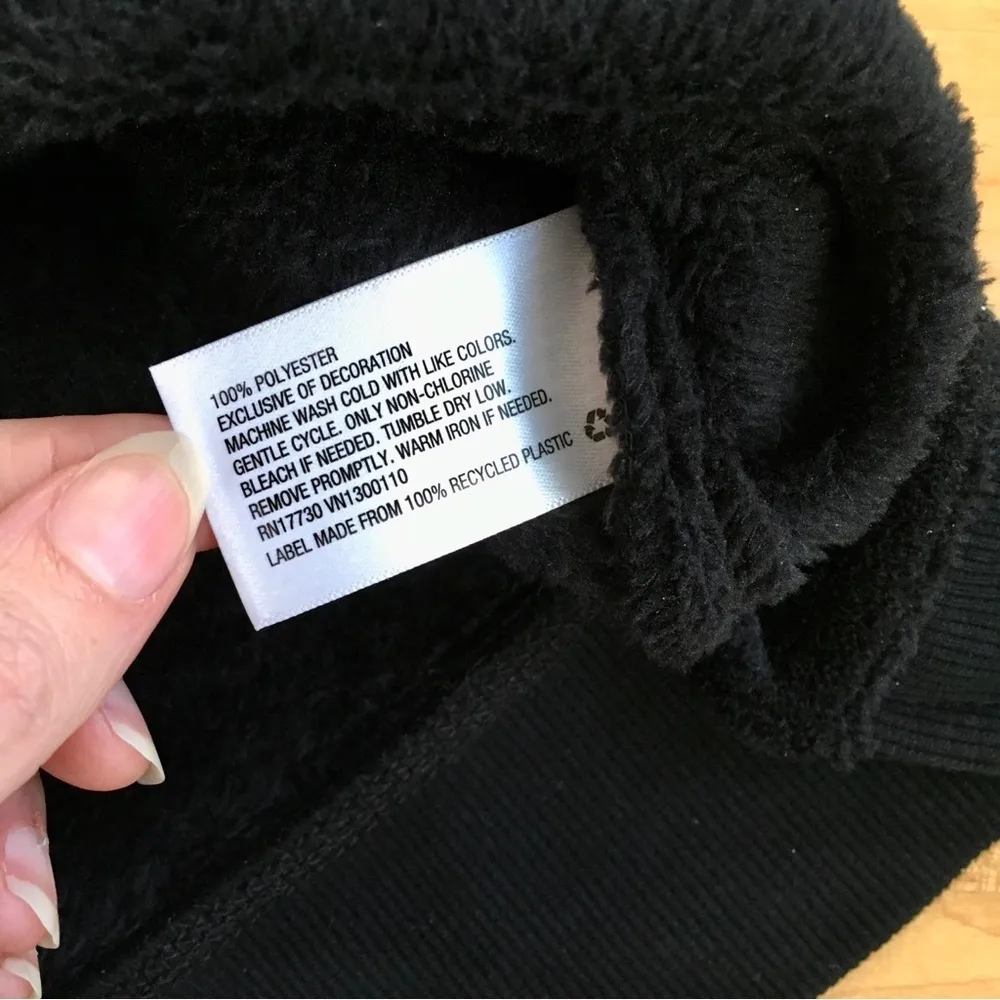 100% POLYESTER
EXCLUSIVE OF DECORATION
MACHINE WASH COLD WITH LIKE COLORS.
GENTLE CYCLE. ONLY NON-CHLORINE
BLEACH IF NEEDED. TUMBLE DRY LOW.
REMOVE PROMPTLY. WARM IRON IF NEEDED.
RN17730 VN1300110
LABEL MADE FROM 100% RECYCLED PLASTIC